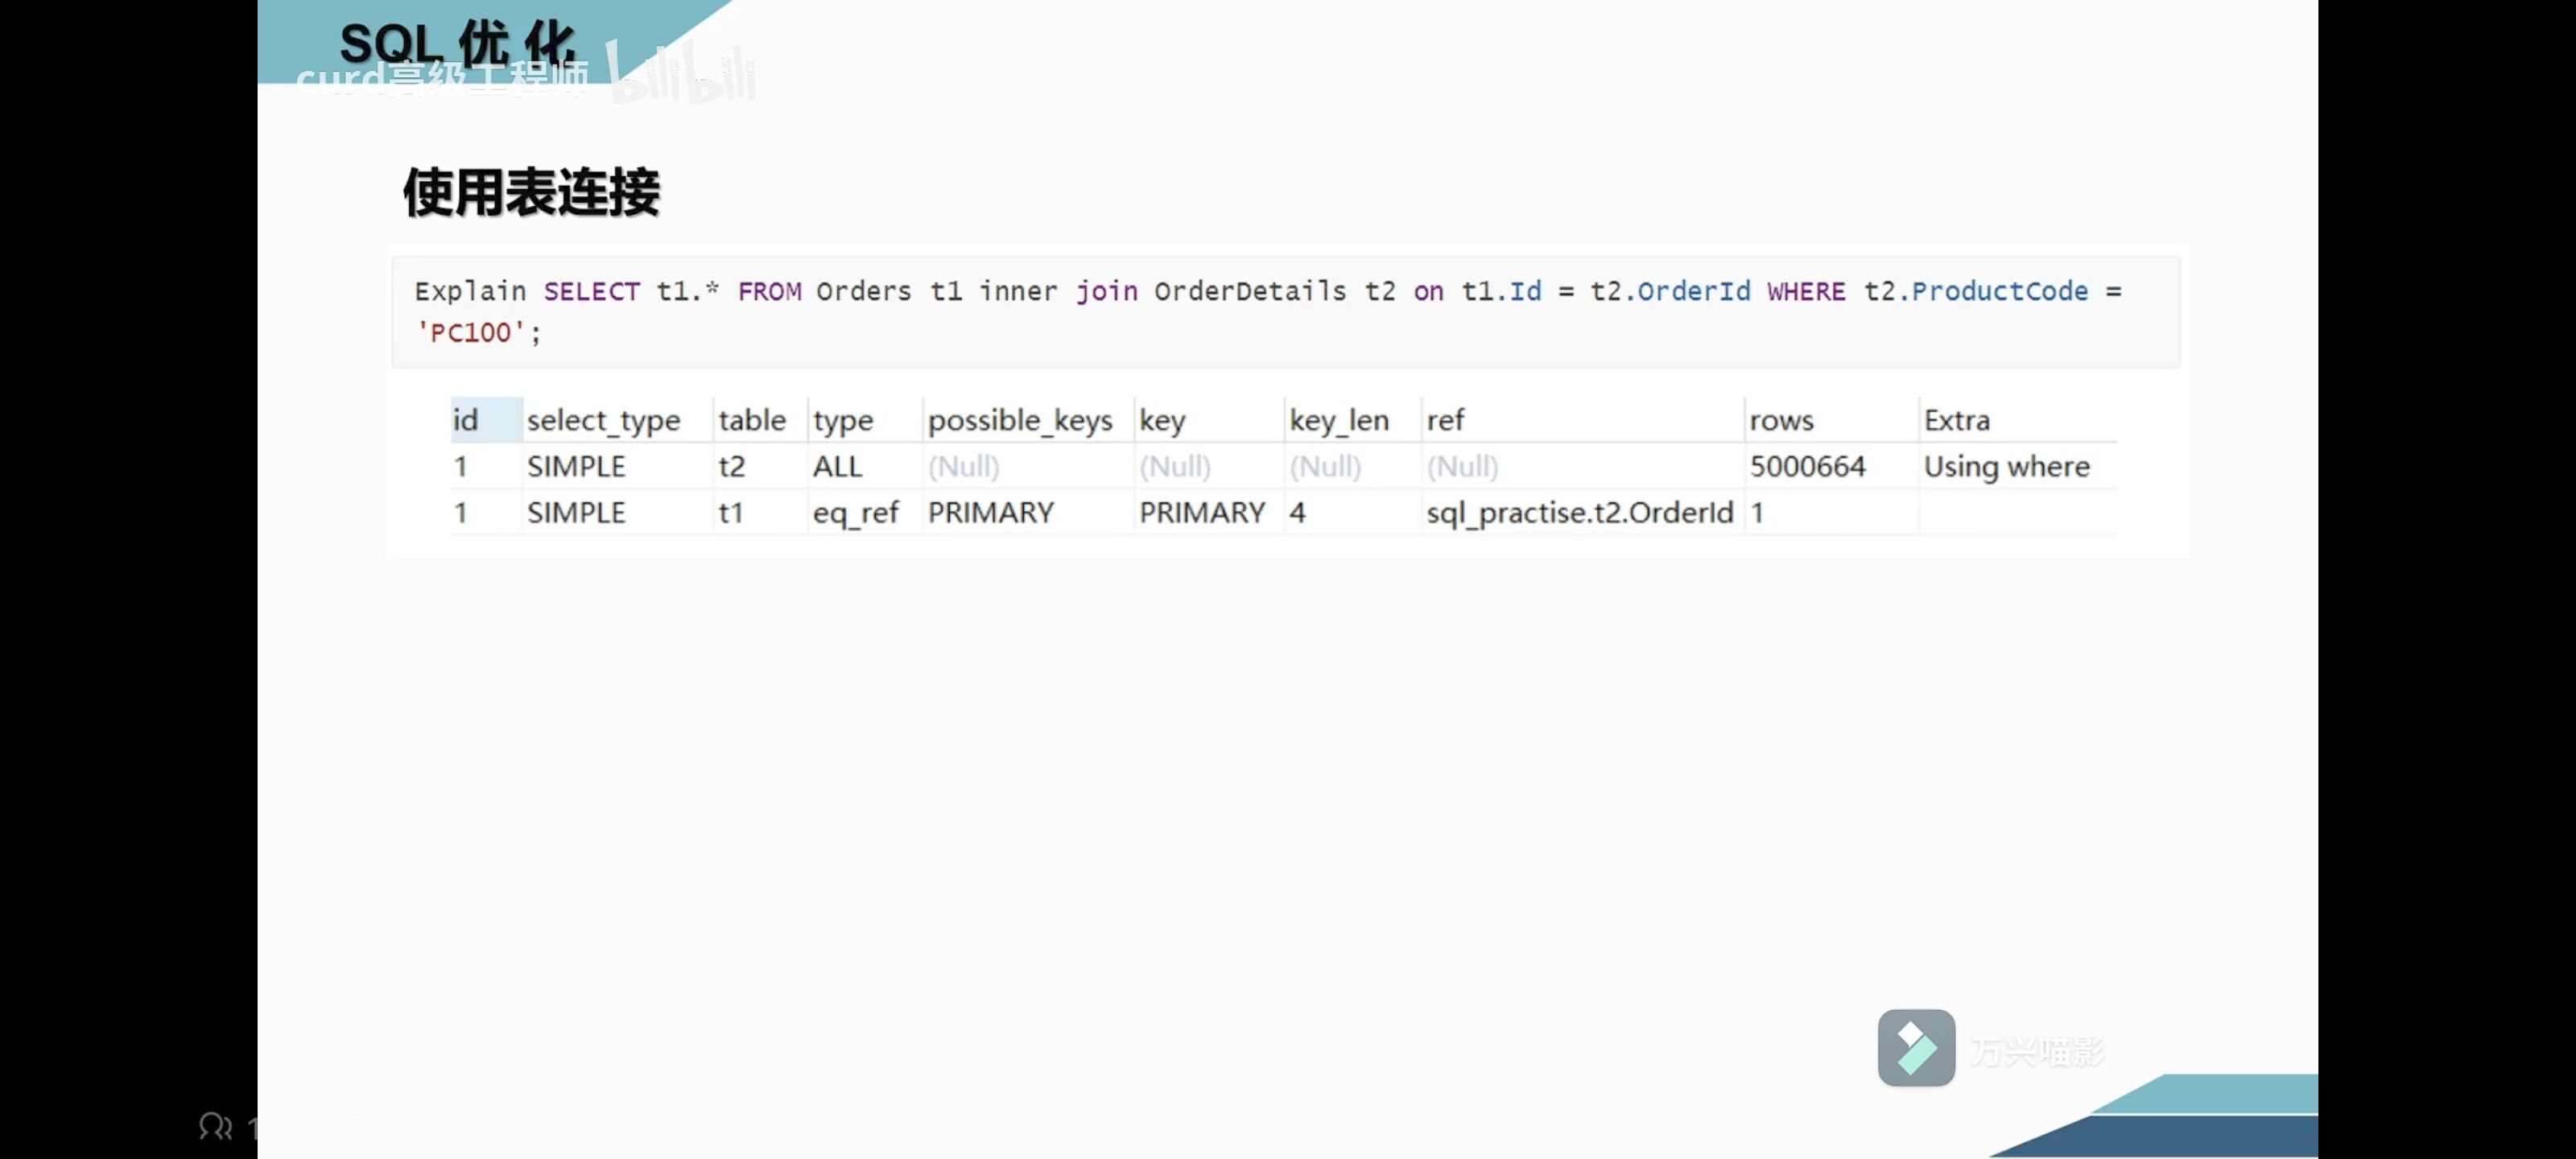 SQL 优 化
curd高级工程师 bilibili
使用表连接
Explain SELECT t1.* FROM Orders t1 inner join OrderDetails t2 on t1.Id = t2.OrderId WHERE t2.ProductCode =
'PC100';
id select_type table type possible_keys key key_len ref rows Extra
1 SIMPLE t2 ALL (Null) (Null) (Null) (Null) 5000664 Using where
1 SIMPLE t1 eq_ref PRIMARY PRIMARY 4 sql_practise.t2.OrderId 1
万兴喵影